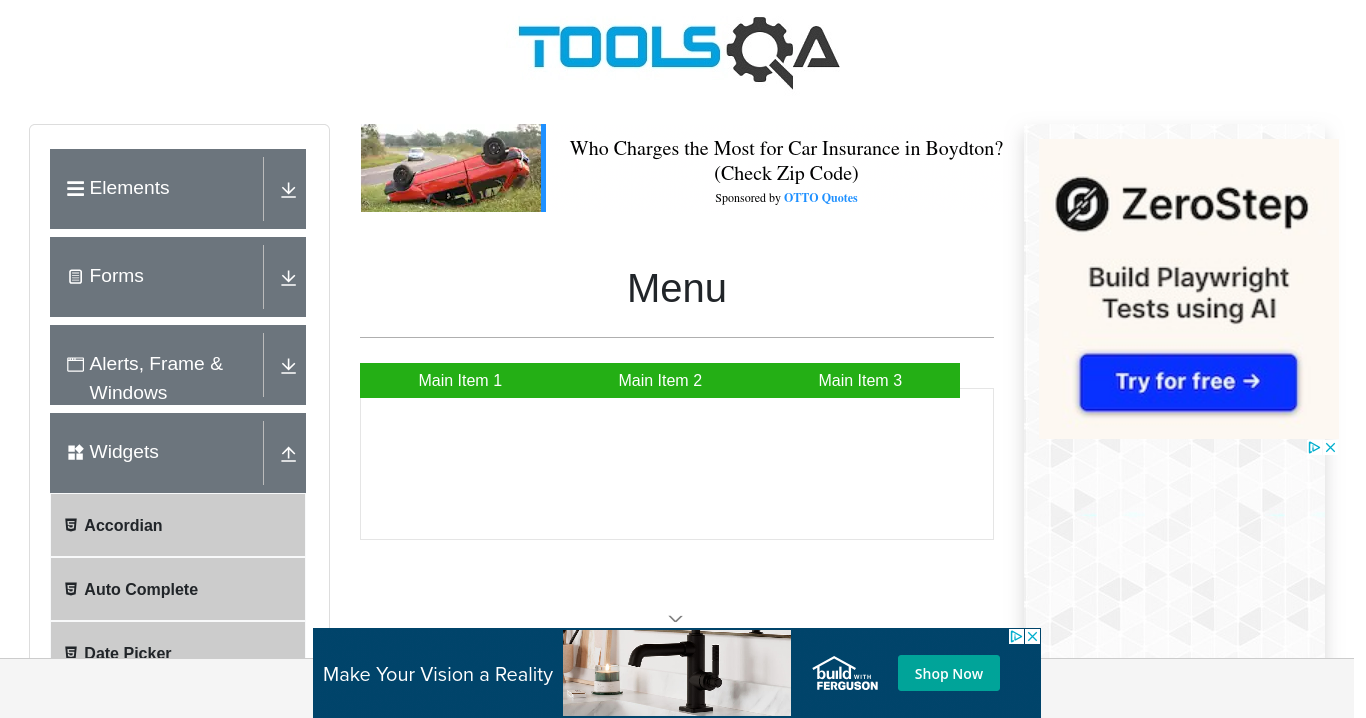 TOOLSQA
Elements
Forms
Alerts, Frame &
Windows
Widgets
Accordian
Auto Complete
Date Picker
Who Charges the Most for Car Insurance in Boydton?
(Check Zip Code)
Sponsored by OTTO Quotes
Menu
Main Item 1
Main Item 2
Main Item 3
ZeroStep
Build Playwright
Tests using AI
Try for free →
Make Your Vision a Reality
build WITH
FERGUSON
Shop Now